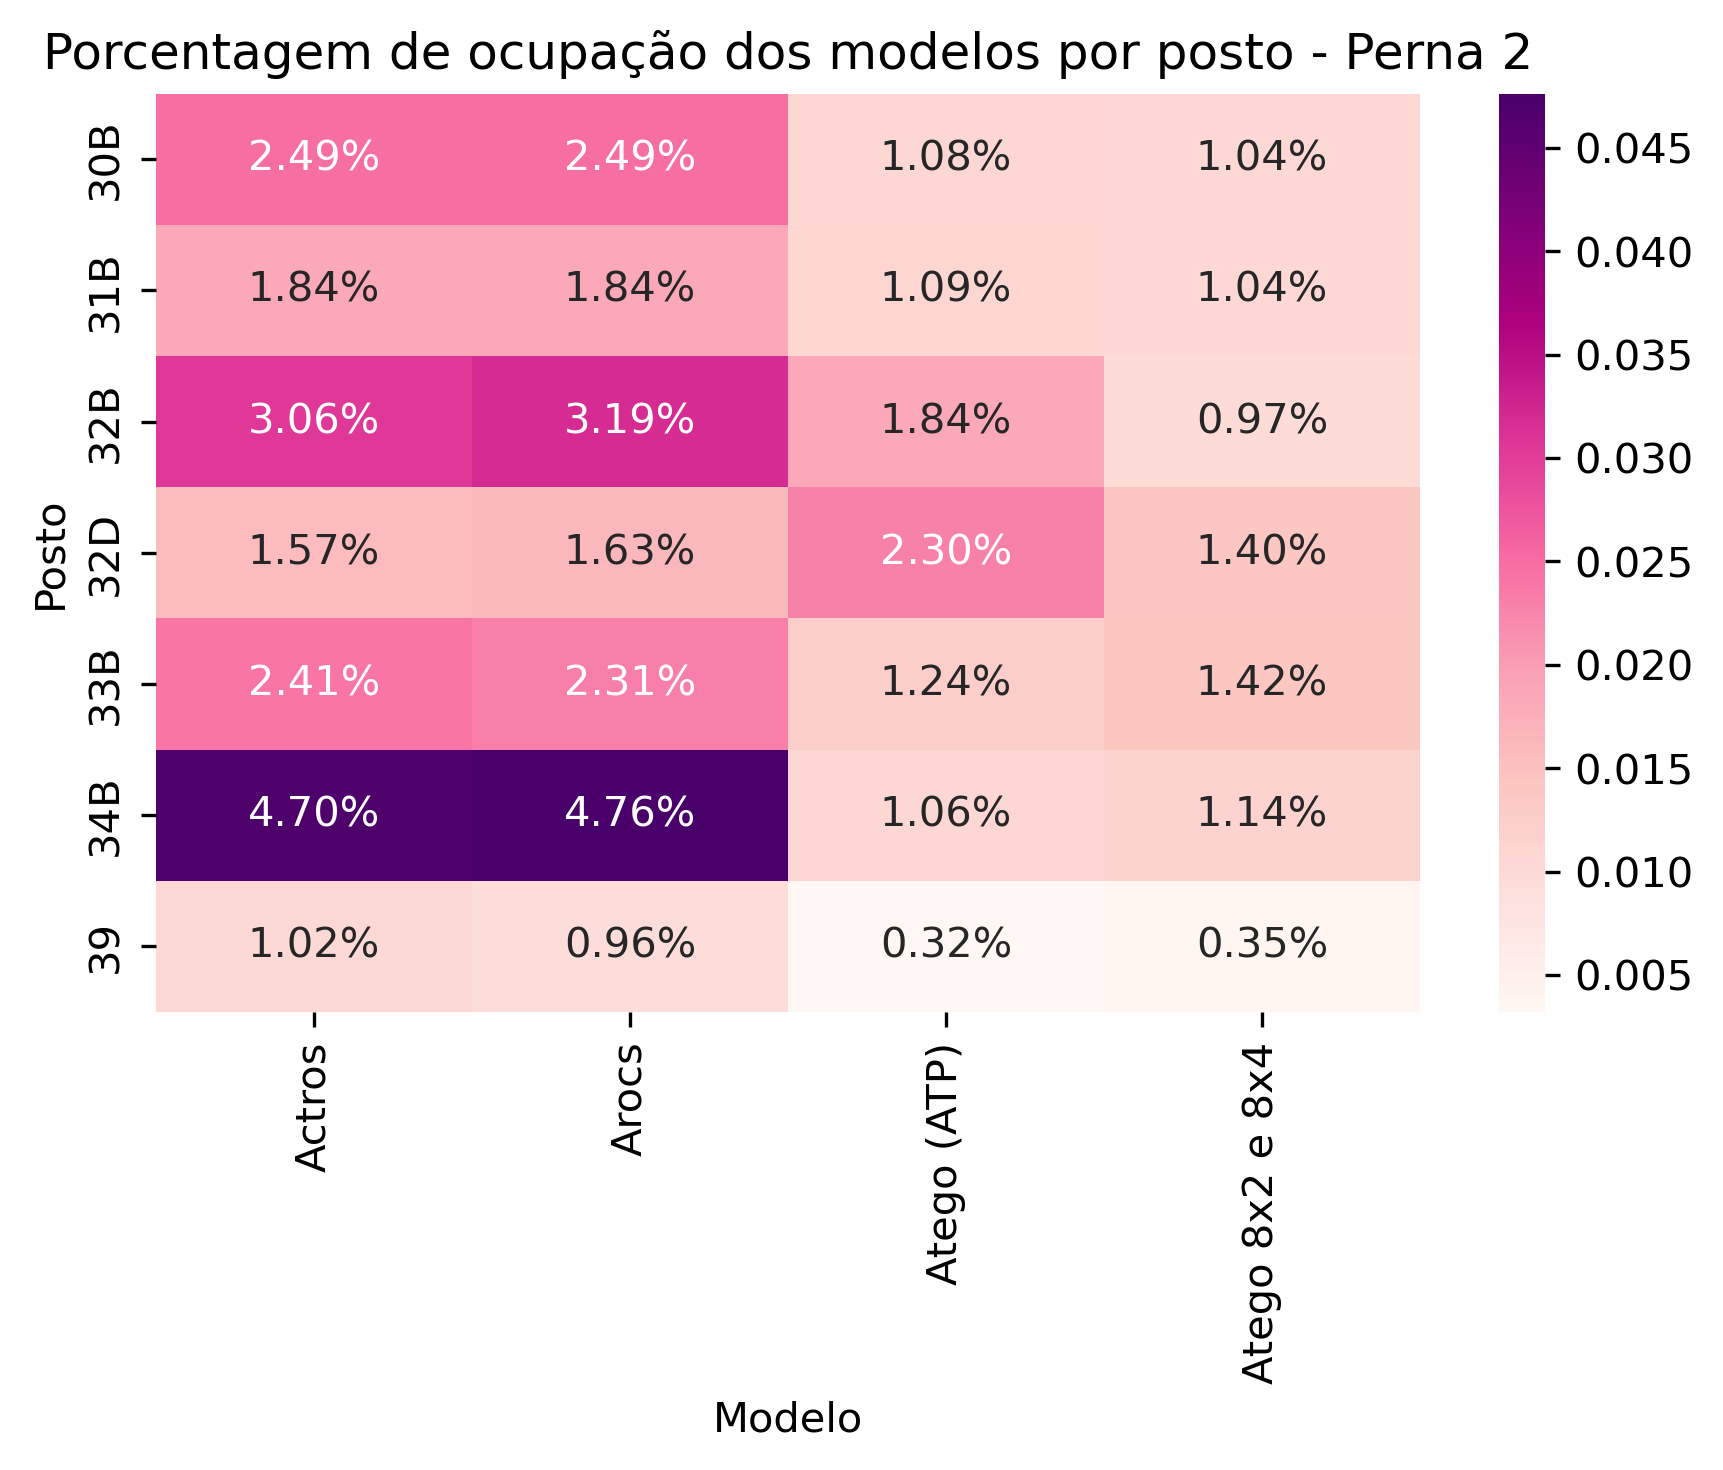 Porcentagem de ocupação dos modelos por posto - Perna 2
Posto
30B 2.49% 2.49% 1.08% 1.04%
31B 1.84% 1.84% 1.09% 1.04%
32B 3.06% 3.19% 1.84% 0.97%
32D 1.57% 1.63% 2.30% 1.40%
33B 2.41% 2.31% 1.24% 1.42%
34B 4.70% 4.76% 1.06% 1.14%
39 1.02% 0.96% 0.32% 0.35%
Actros
Arocs
Atego (ATP)
Atego 8x2 e 8x4
Modelo
0.045
0.040
0.035
0.030
0.025
0.020
0.015
0.010
0.005